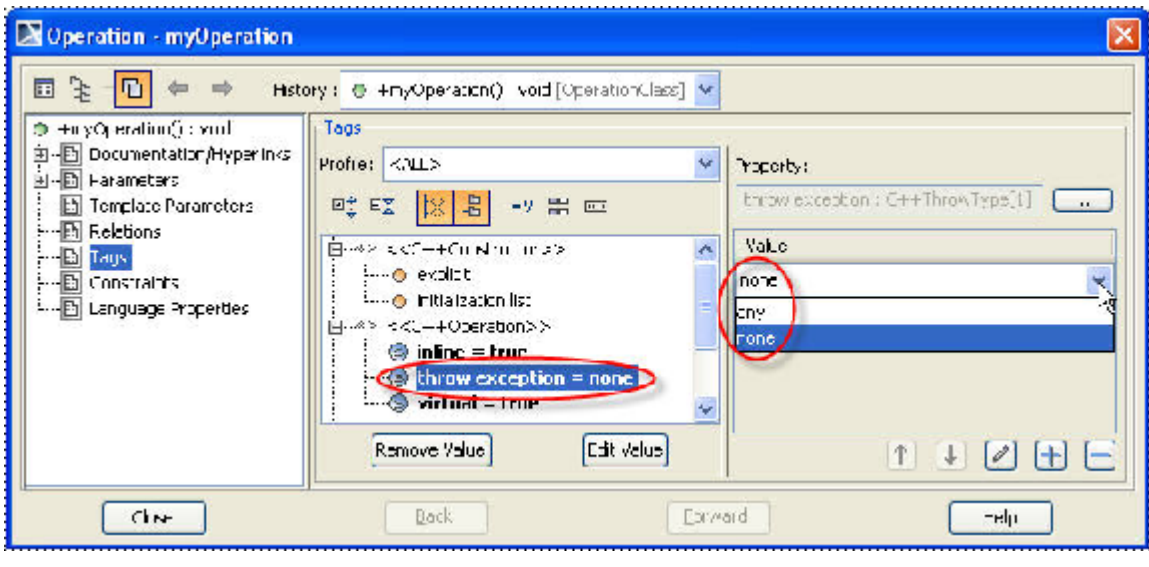 Operation - myOperation
History : +myOperation() void [OperationClass]
+myOperation() : void
Documentation/Hyperlinks
Parameters
Template Parameters
Relations
Tags
Constraints
Language Properties
Tags
Profile: <ALL>
<<C++Constructor>>
explicit
initialization list
<<C++Operation>>
inline = true
throw exception = none
virtual = true
Remove Value
Edit Value
Property:
throw exception : C++ThrowType[1]
...
Value
none
any
none
Close
Back
Forward
Help